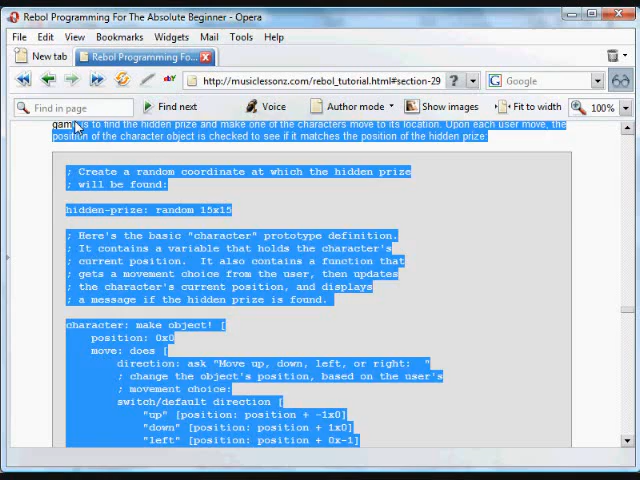 Rebol Programming For The Absolute Beginner - Opera
File Edit View Bookmarks Widgets Mail Tools Help
New tab Rebol Programming Fo...
http://musiclessonz.com/rebol_tutorial.html#section-29 ? Google
Find in page Find next Voice Author mode Show images Fit to width 100%
game is to find the hidden prize and make one of the characters move to its location. Upon each user move, the
position of the character object is checked to see if it matches the position of the hidden prize:
; Create a random coordinate at which the hidden prize
; will be found:
hidden-prize: random 15x15
; Here's the basic "character" prototype definition.
; It contains a variable that holds the character's
; current position.  It also contains a function that
; gets a movement choice from the user, then updates
; the character's current position, and displays
; a message if the hidden prize is found.
character: make object! [
position: 0x0
move: does [
direction: ask "Move up, down, left, or right:  "
; change the object's position, based on the user's
; movement choice:
switch/default direction [
"up" [position: position + -1x0]
"down" [position: position + 1x0]
"left" [position: position + 0x-1]